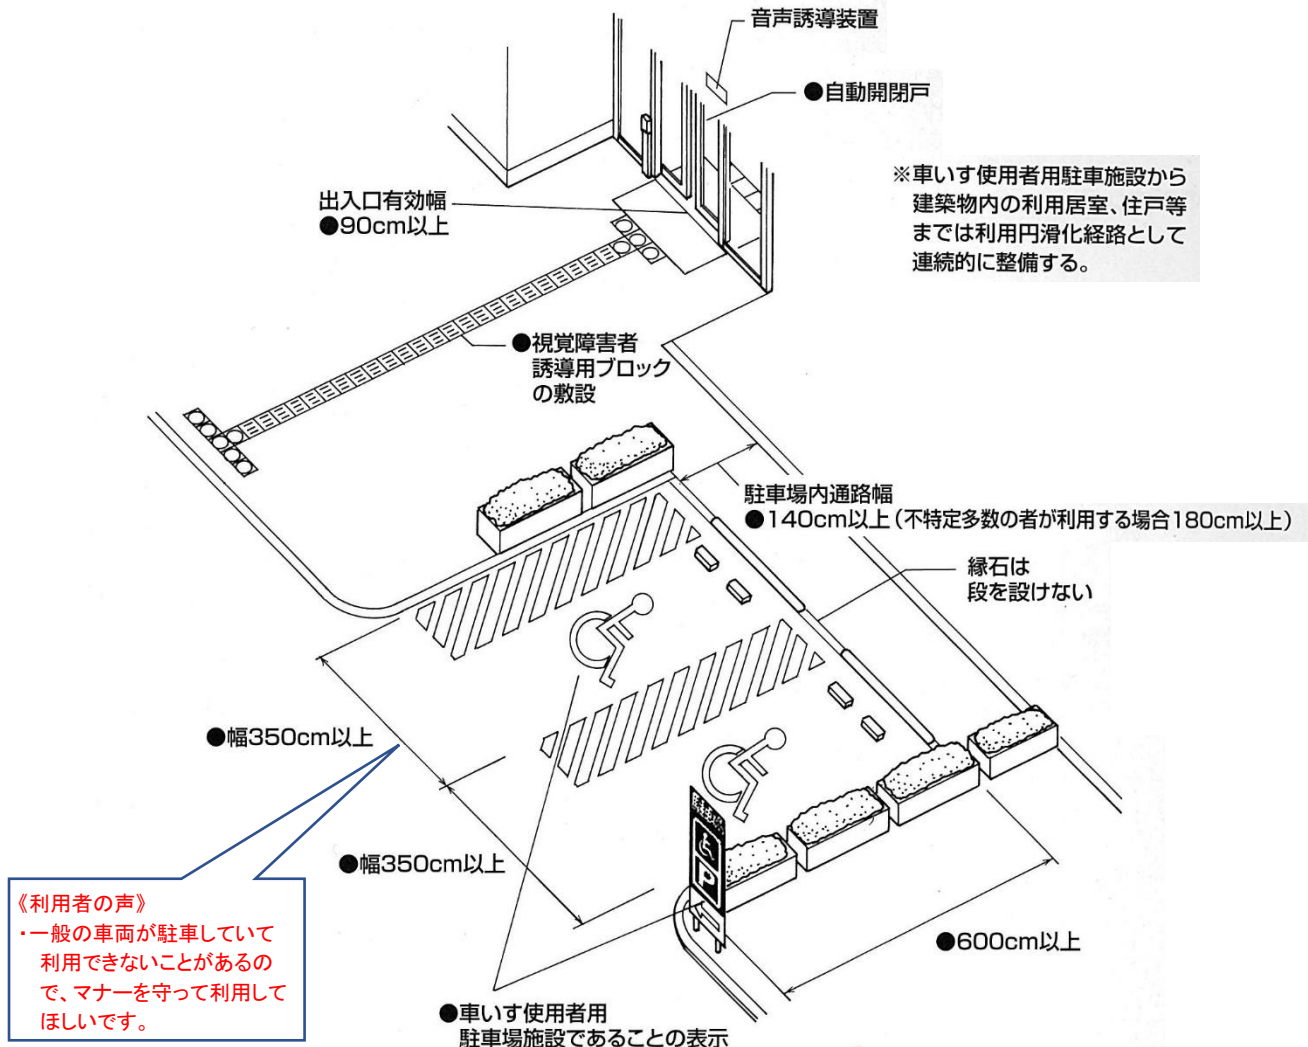 音声誘導装置
●自動開閉戸
※車いす使用者用駐車施設から
建築物内の利用居室、住戸等
までは利用円滑化経路として
連続的に整備する。
出入口有効幅
●90cm以上
●視覚障害者
誘導用ブロック
の敷設
駐車場内通路幅
●140cm以上(不特定多数の者が利用する場合180cm以上)
縁石は
段を設けない
●幅350cm以上
●幅350cm以上
P
●600cm以上
《利用者の声》
・一般の車両が駐車していて
利用できないことがあるの
で、マナーを守って利用して
ほしいです。
●車いす使用者用
駐車場施設であることの表示